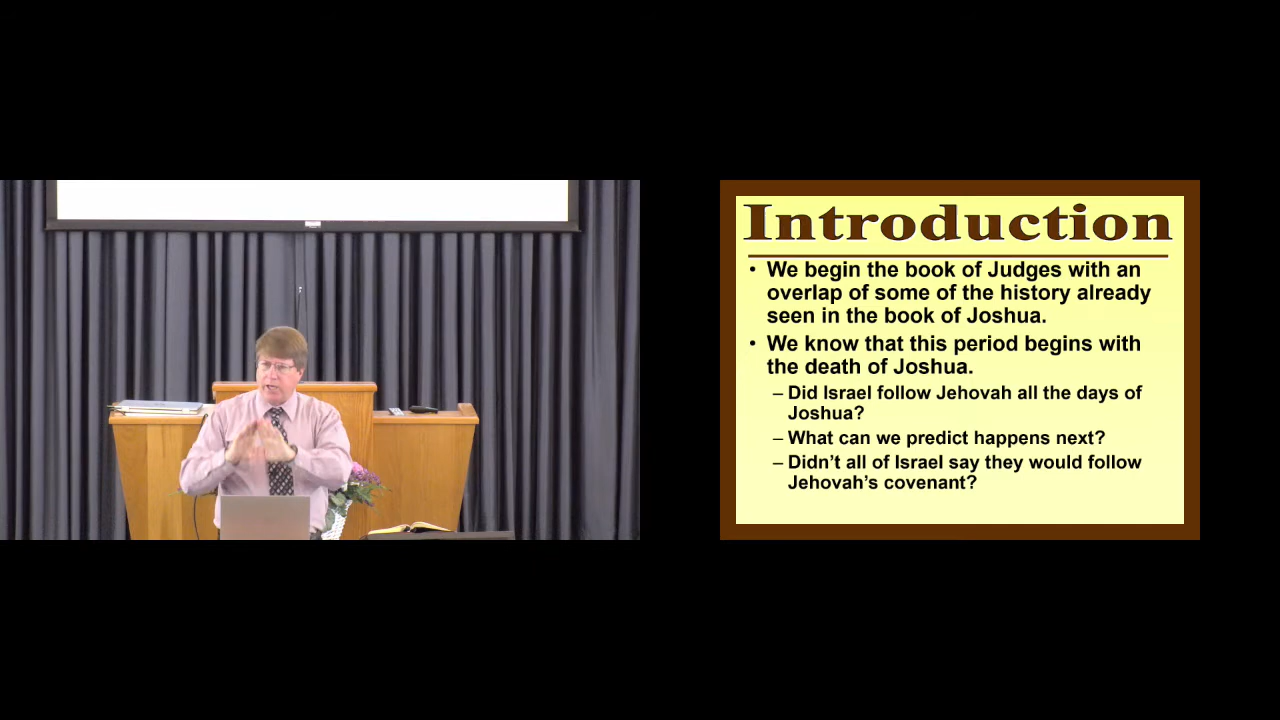 Introduction
• We begin the book of Judges with an
overlap of some of the history already
seen in the book of Joshua.
• We know that this period begins with
the death of Joshua.
– Did Israel follow Jehovah all the days of
Joshua?
– What can we predict happens next?
– Didn’t all of Israel say they would follow
Jehovah’s covenant?